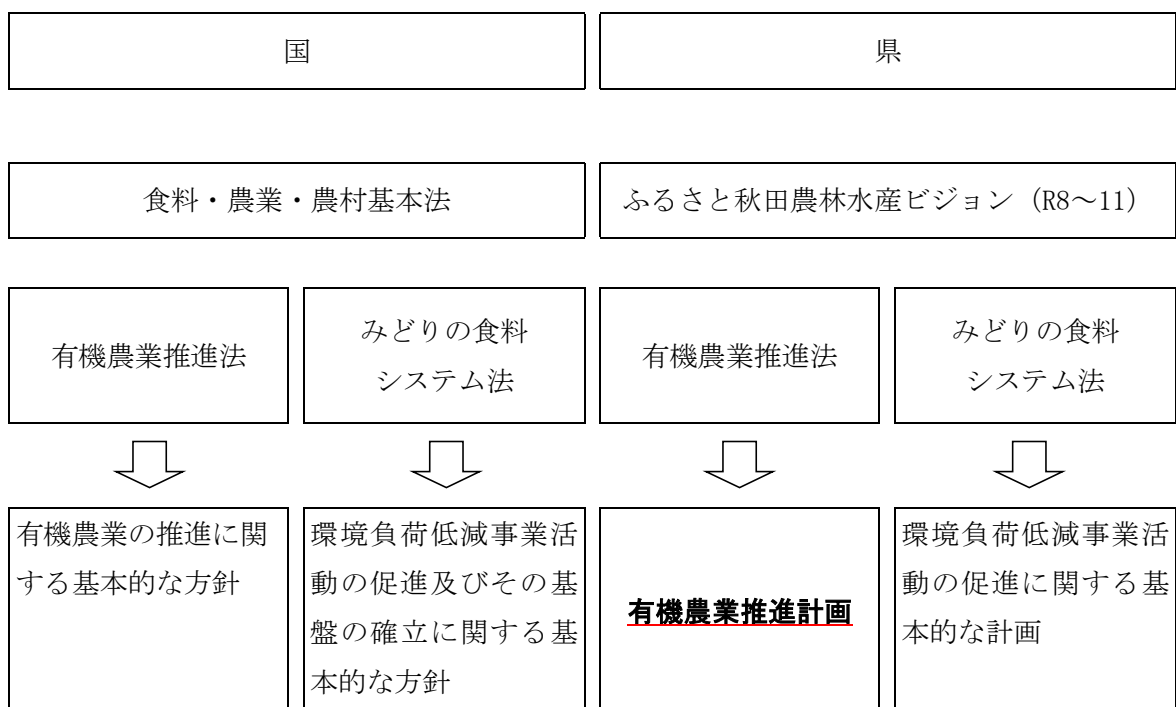 国
県
食料・農業・農村基本法
ふるさと秋田農林水産ビジョン（R8～11）
有機農業推進法
みどりの食料
システム法
有機農業推進法
みどりの食料
システム法
有機農業の推進に関
する基本的な方針
環境負荷低減事業活
動の促進及びその基
盤の確立に関する基
本的な方針
有機農業推進計画
環境負荷低減事業活
動の促進に関する基
本的な計画